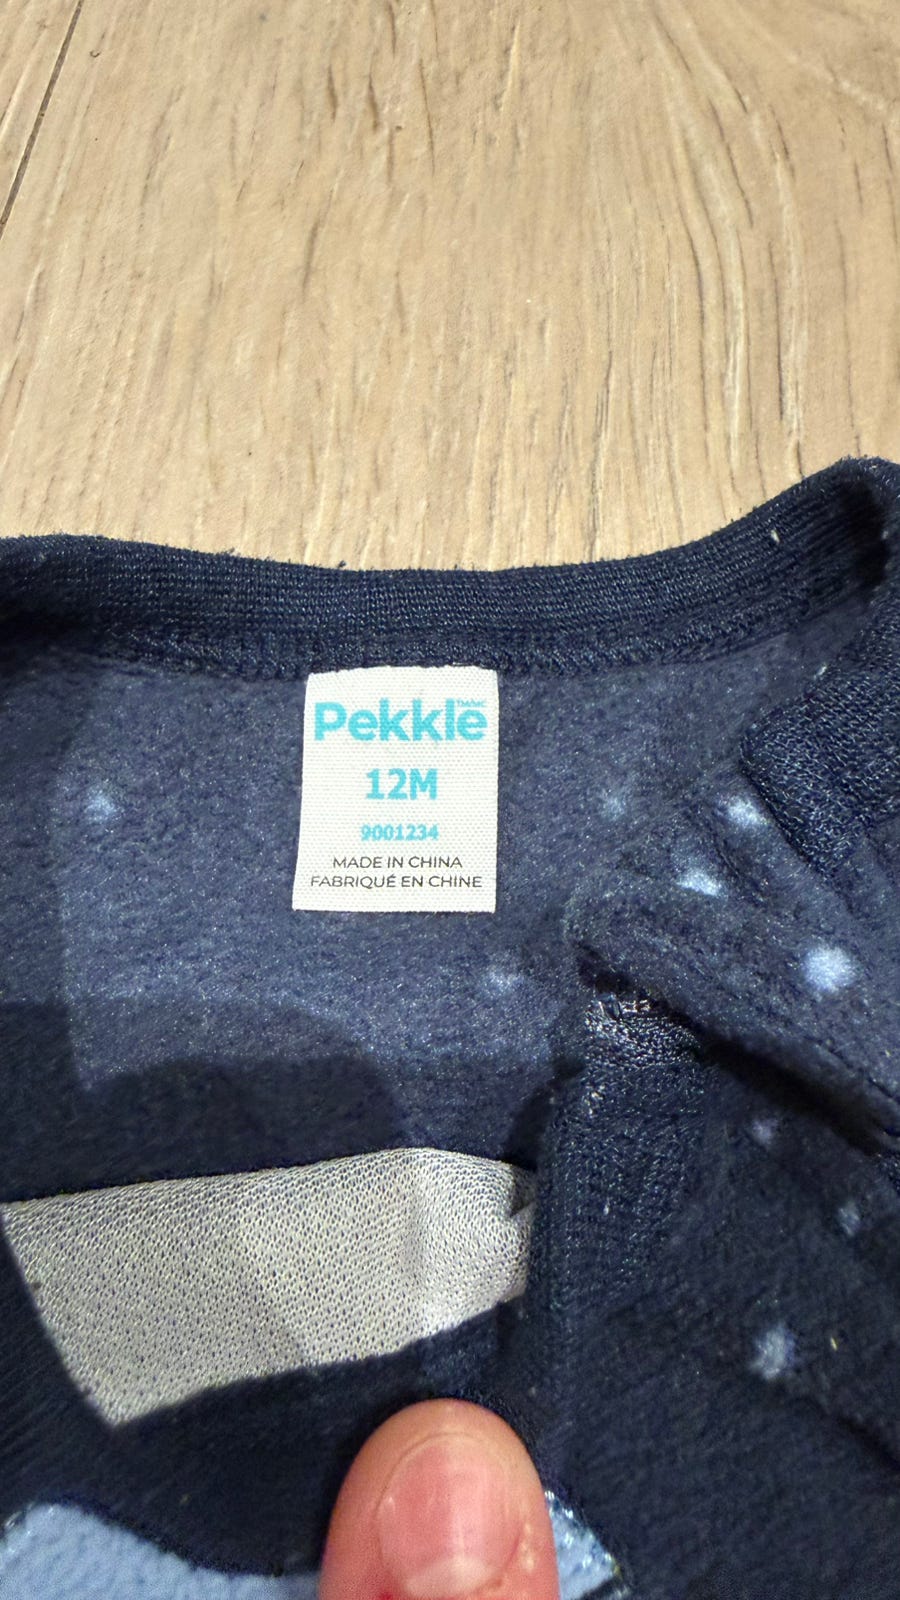 Pekkle
12M
9001234
MADE IN CHINA
FABRIQUÉ EN CHINE